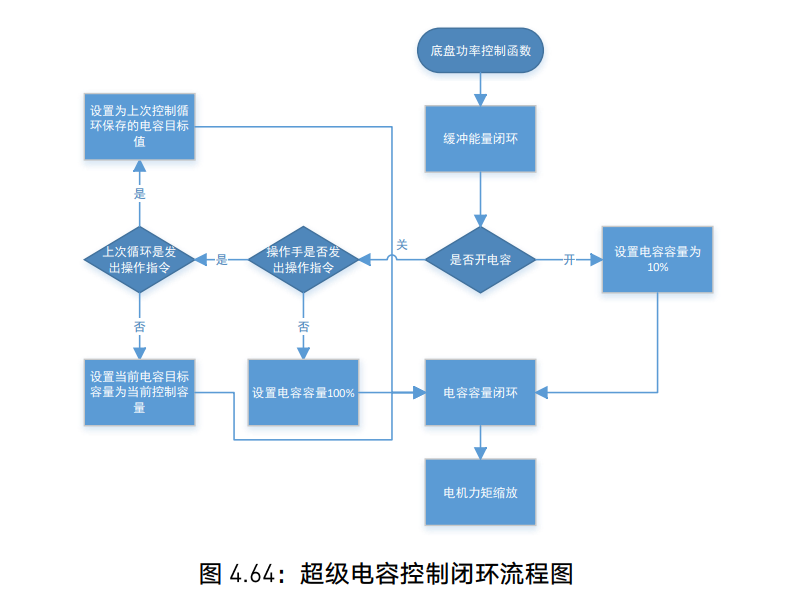 底盘功率控制函数
设置为上次控制循
环保存的电容目标
值
缓冲能量闭环
是
上次循环是发
出操作指令
是
操作手是否发
出操作指令
关
是否开电容
开
设置电容容量为
10%
否
否
设置当前电容目标
容量为当前控制容
量
设置电容容量100%
电容容量闭环
电机力矩缩放
图 4.64：超级电容控制闭环流程图